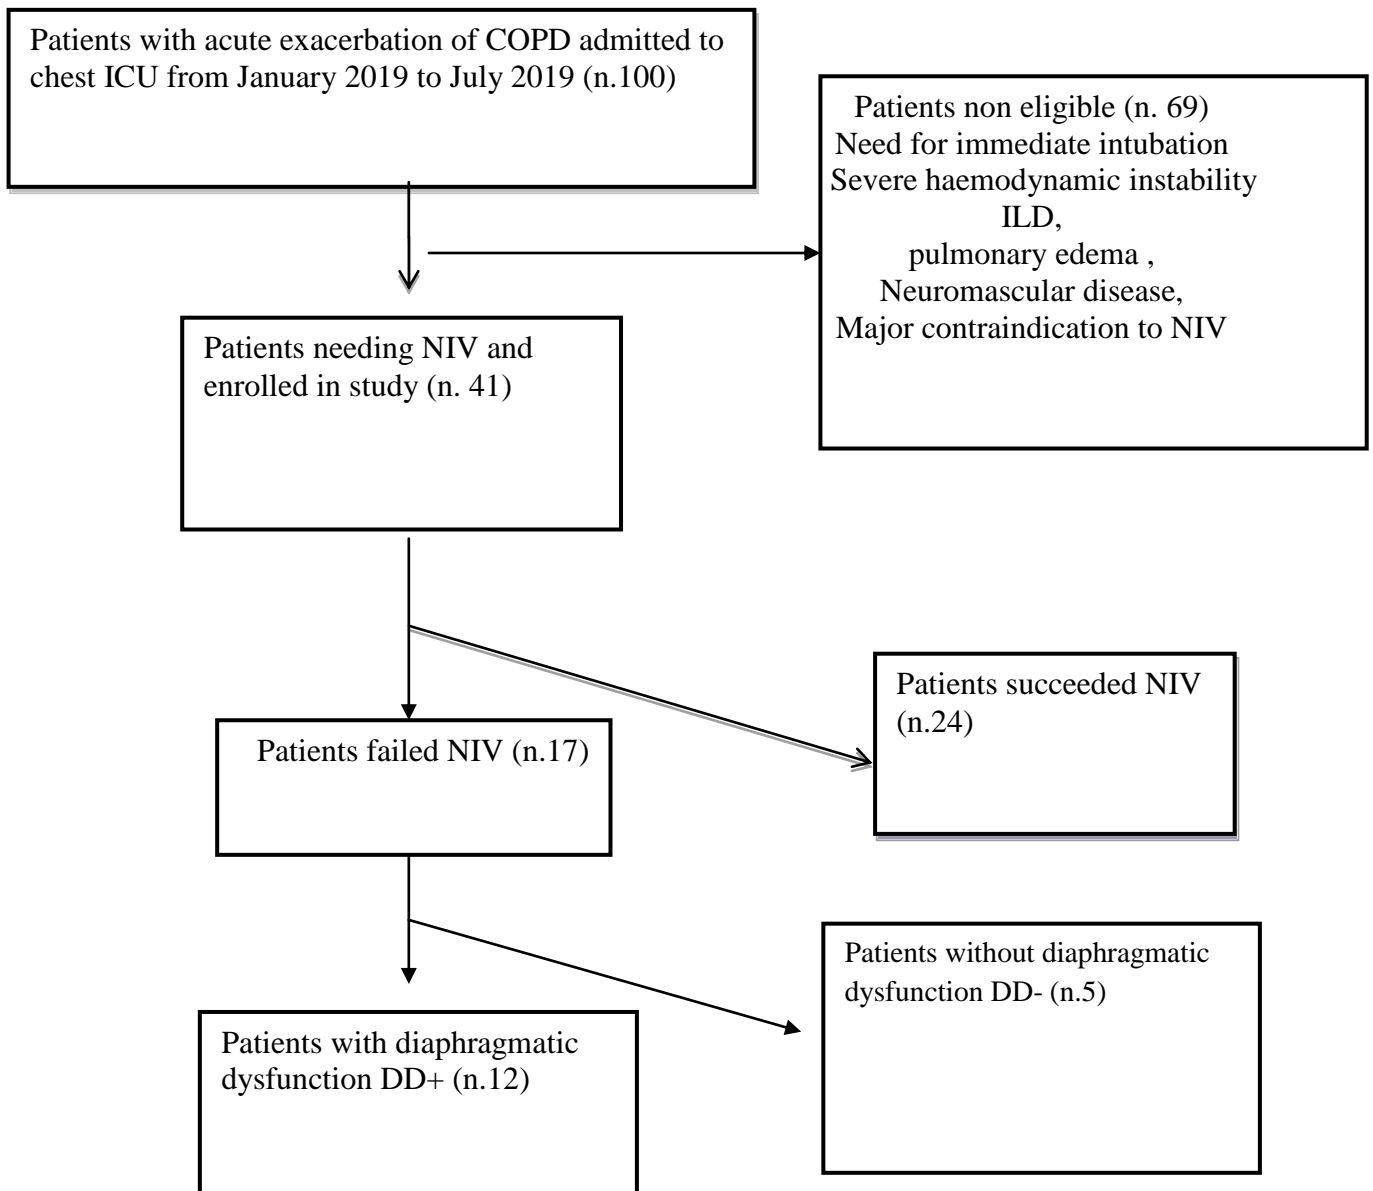 Patients with acute exacerbation of COPD admitted to
chest ICU from January 2019 to July 2019 (n.100)
Patients non eligible (n. 69)
Need for immediate intubation
Severe haemodynamic instability
ILD,
pulmonary edema ,
Neuromascular disease,
Major contraindication to NIV
Patients needing NIV and
enrolled in study (n. 41)
Patients succeeded NIV
(n.24)
Patients failed NIV (n.17)
Patients without diaphragmatic
dysfunction DD- (n.5)
Patients with diaphragmatic
dysfunction DD+ (n.12)